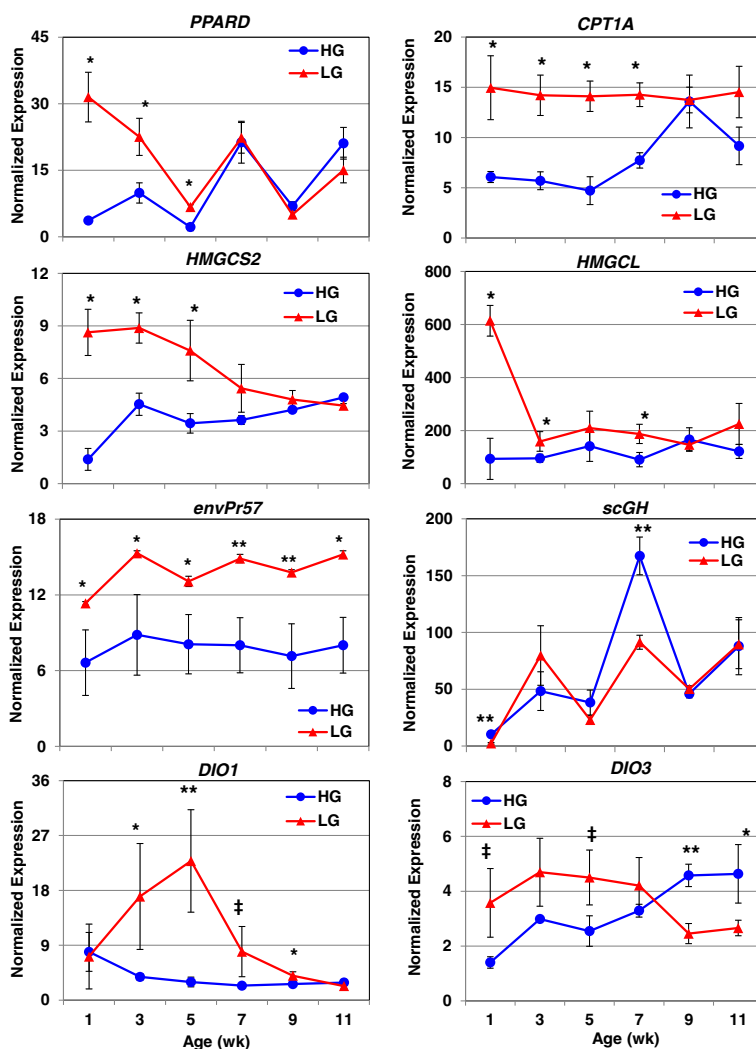 PPARD
Normalized Expression
45
30
15
0
HG
LG
*
*
*
CPT1A
Normalized Expression
20
15
10
5
0
HG
LG
*
*
*
*
HMGCS2
Normalized Expression
12
9
6
3
0
HG
LG
*
*
*
HMGCL
Normalized Expression
800
600
400
200
0
HG
LG
*
*
*
envPr57
Normalized Expression
18
12
6
0
HG
LG
*
*
*
**
**
*
scGH
Normalized Expression
200
150
100
50
0
HG
LG
**
**
DIO1
Normalized Expression
36
27
18
9
0
HG
LG
*
**
‡
*
1 3 5 7 9 11
Age (wk)
DIO3
Normalized Expression
8
6
4
2
0
HG
LG
‡
‡
**
*
1 3 5 7 9 11
Age (wk)